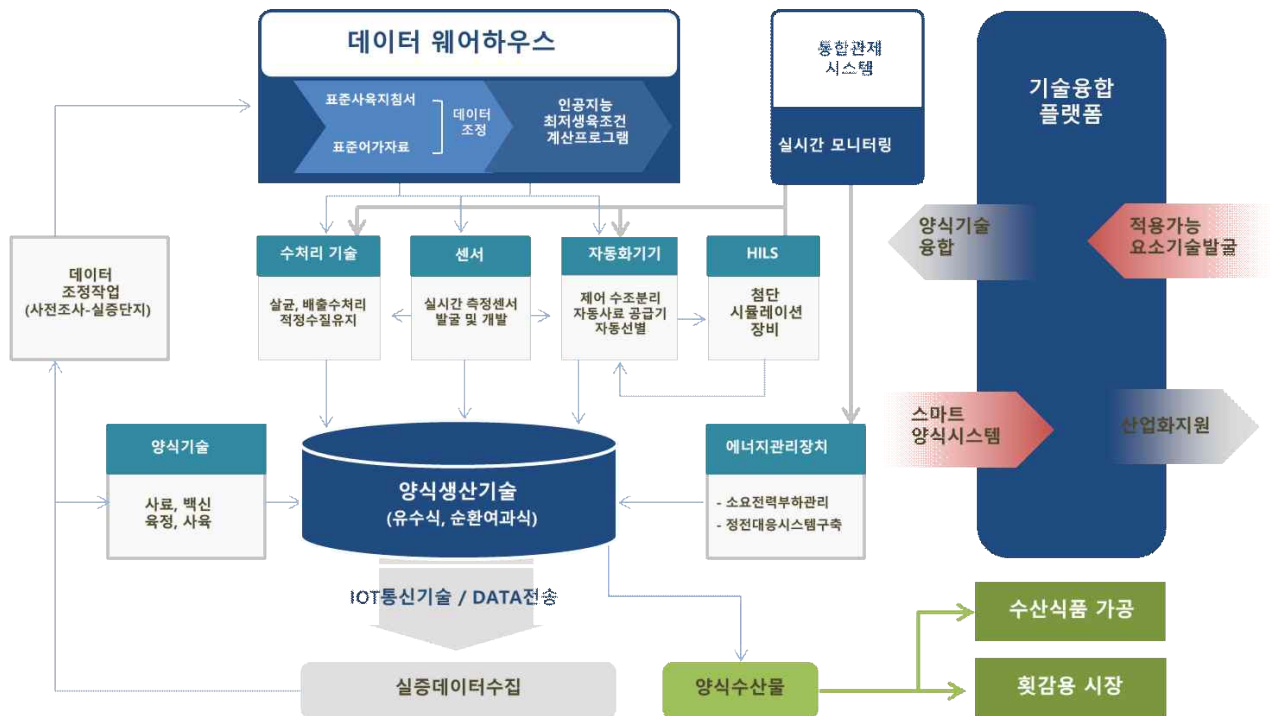 데이터 웨어하우스
표준사육지침서
표준어가자료
데이터
조정
인공지능
최저생육조건
계산프로그램
통합관제
시스템
실시간 모니터링
기술융합
플랫폼
양식기술
융합
적용가능
요소기술발굴
스마트
양식시스템
산업화지원
데이터
조정작업
(사전조사-실증단지)
수처리 기술
살균, 배출수처리
적정수질유지
센서
실시간 측정센서
발굴 및 개발
자동화기기
제어 수조분리
자동사료 공급기
자동선별
HILS
첨단
시뮬레이션
장비
양식기술
사료, 백신
육정, 사육
양식생산기술
(유수식, 순환여과식)
에너지관리장치
- 소요전력부하관리
- 정전대응시스템구축
IOT통신기술 / DATA전송
실증데이터수집
양식수산물
수산식품 가공
횟감용 시장